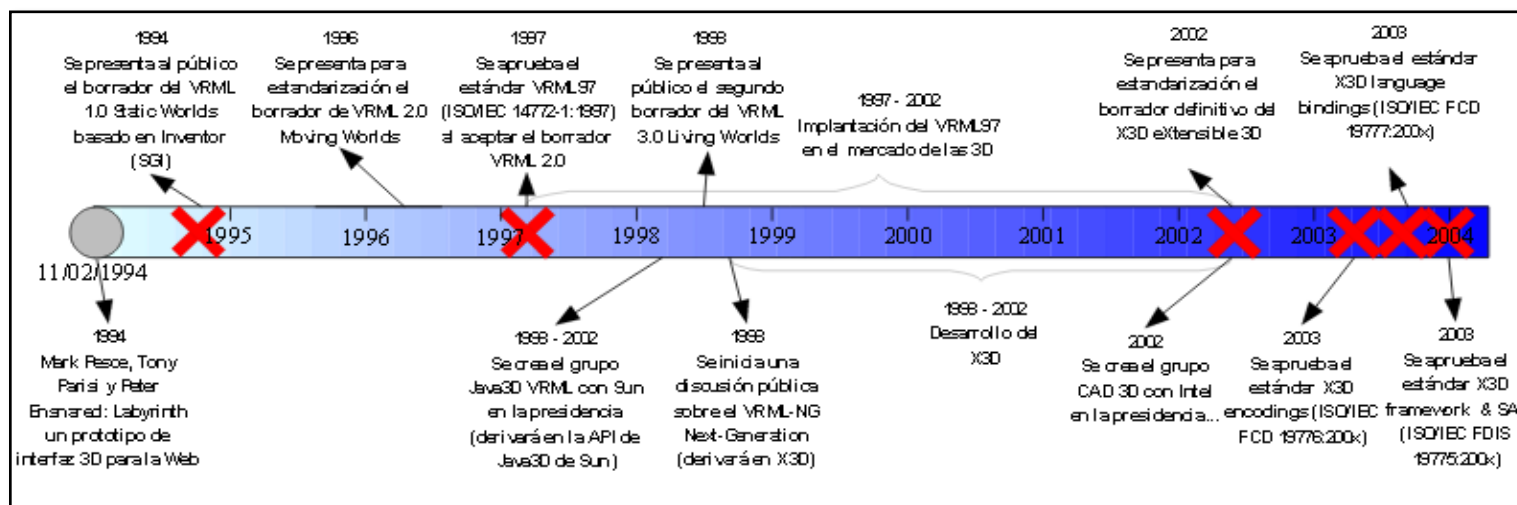 1994
Se presenta al público
el borrador del VRML
1.0 Static Worlds
basado en Inventor
(SGI)
1996
Se presenta para
estandarización el
borrador de VRML 2.0
Moving Worlds
1997
Se aprueba el
estándar VRML97
(ISO/IEC 14772-1:1997)
al aceptar el borrador
VRML 2.0
1998
Se presenta al
público el segundo
borrador del VRML
3.0 Living Worlds
1997 - 2002
Implantación del VRML97
en el mercado de las 3D
2002
Se presenta para
estandarización el
borrador definitivo del
X3D eXtensible 3D
2003
Se aprueba el estándar
X3D language
bindings (ISO/IEC FCD
19777:200x)
1995
1996
1997
1998
1999
2000
2001
2002
2003
2004
11/02/1994
1994
Mark Pesce, Tony
Parisi y Peter
Ensnared: Labyrinth
un prototipo de
interfaz 3D para la Web
1998 - 2002
Se crea el grupo
Java3D VRML con Sun
en la presidencia
(derivará en la API de
Java3D de Sun)
1998
Se inicia una
discusión pública
sobre el VRML-NG
Next-Generation
(derivará en X3D)
1998 - 2002
Desarrollo del
X3D
2002
Se crea el grupo
CAD 3D con Intel
en la presidencia...
2003
Se aprueba el
estándar X3D
encodings (ISO/IEC
FCD 19776:200x)
2003
Se aprueba el
estándar X3D
framework & SA
(ISO/IEC FDIS
19775:200x)